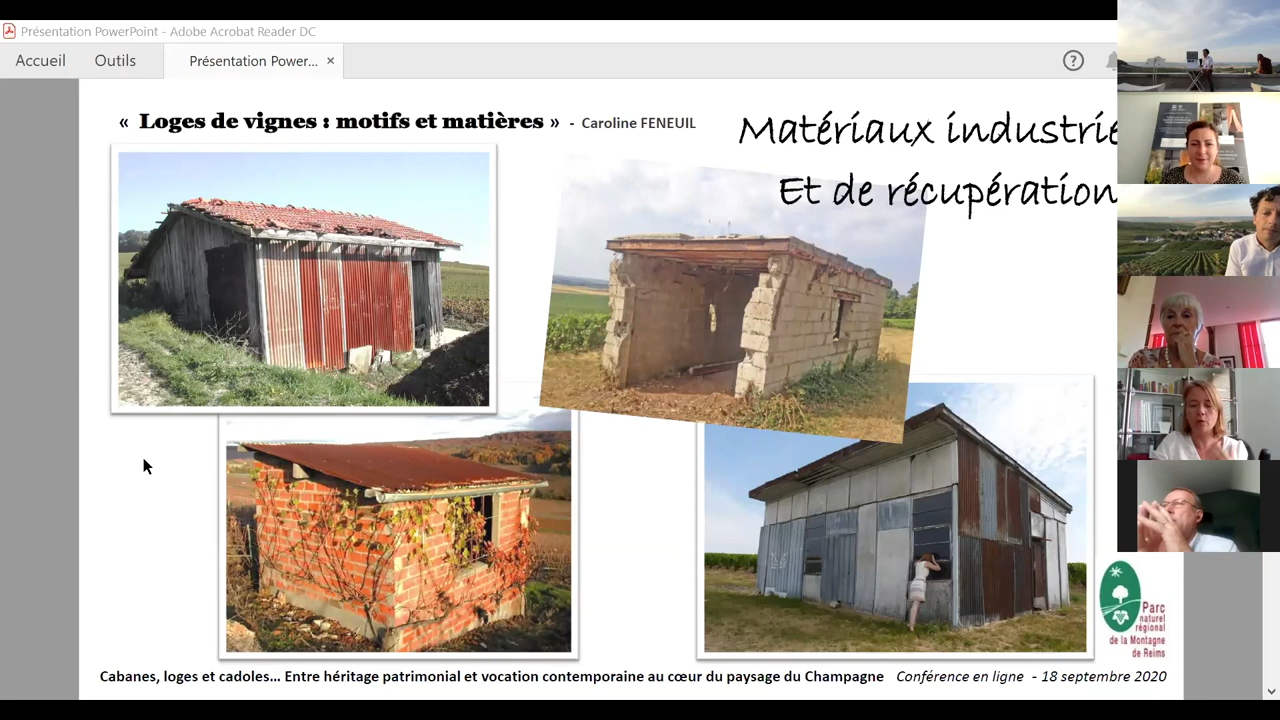 Présentation PowerPoint - Adobe Acrobat Reader DC
Accueil
Outils
Présentation Power... ×
?
« Loges de vignes : motifs et matières » - Caroline FENEUIL
Matériaux industrie
Et de récupération
Parc
naturel
régional
de la Montagne
de Reims
Cabanes, loges et cadoles... Entre héritage patrimonial et vocation contemporaine au cœur du paysage du Champagne Conférence en ligne - 18 septembre 2020